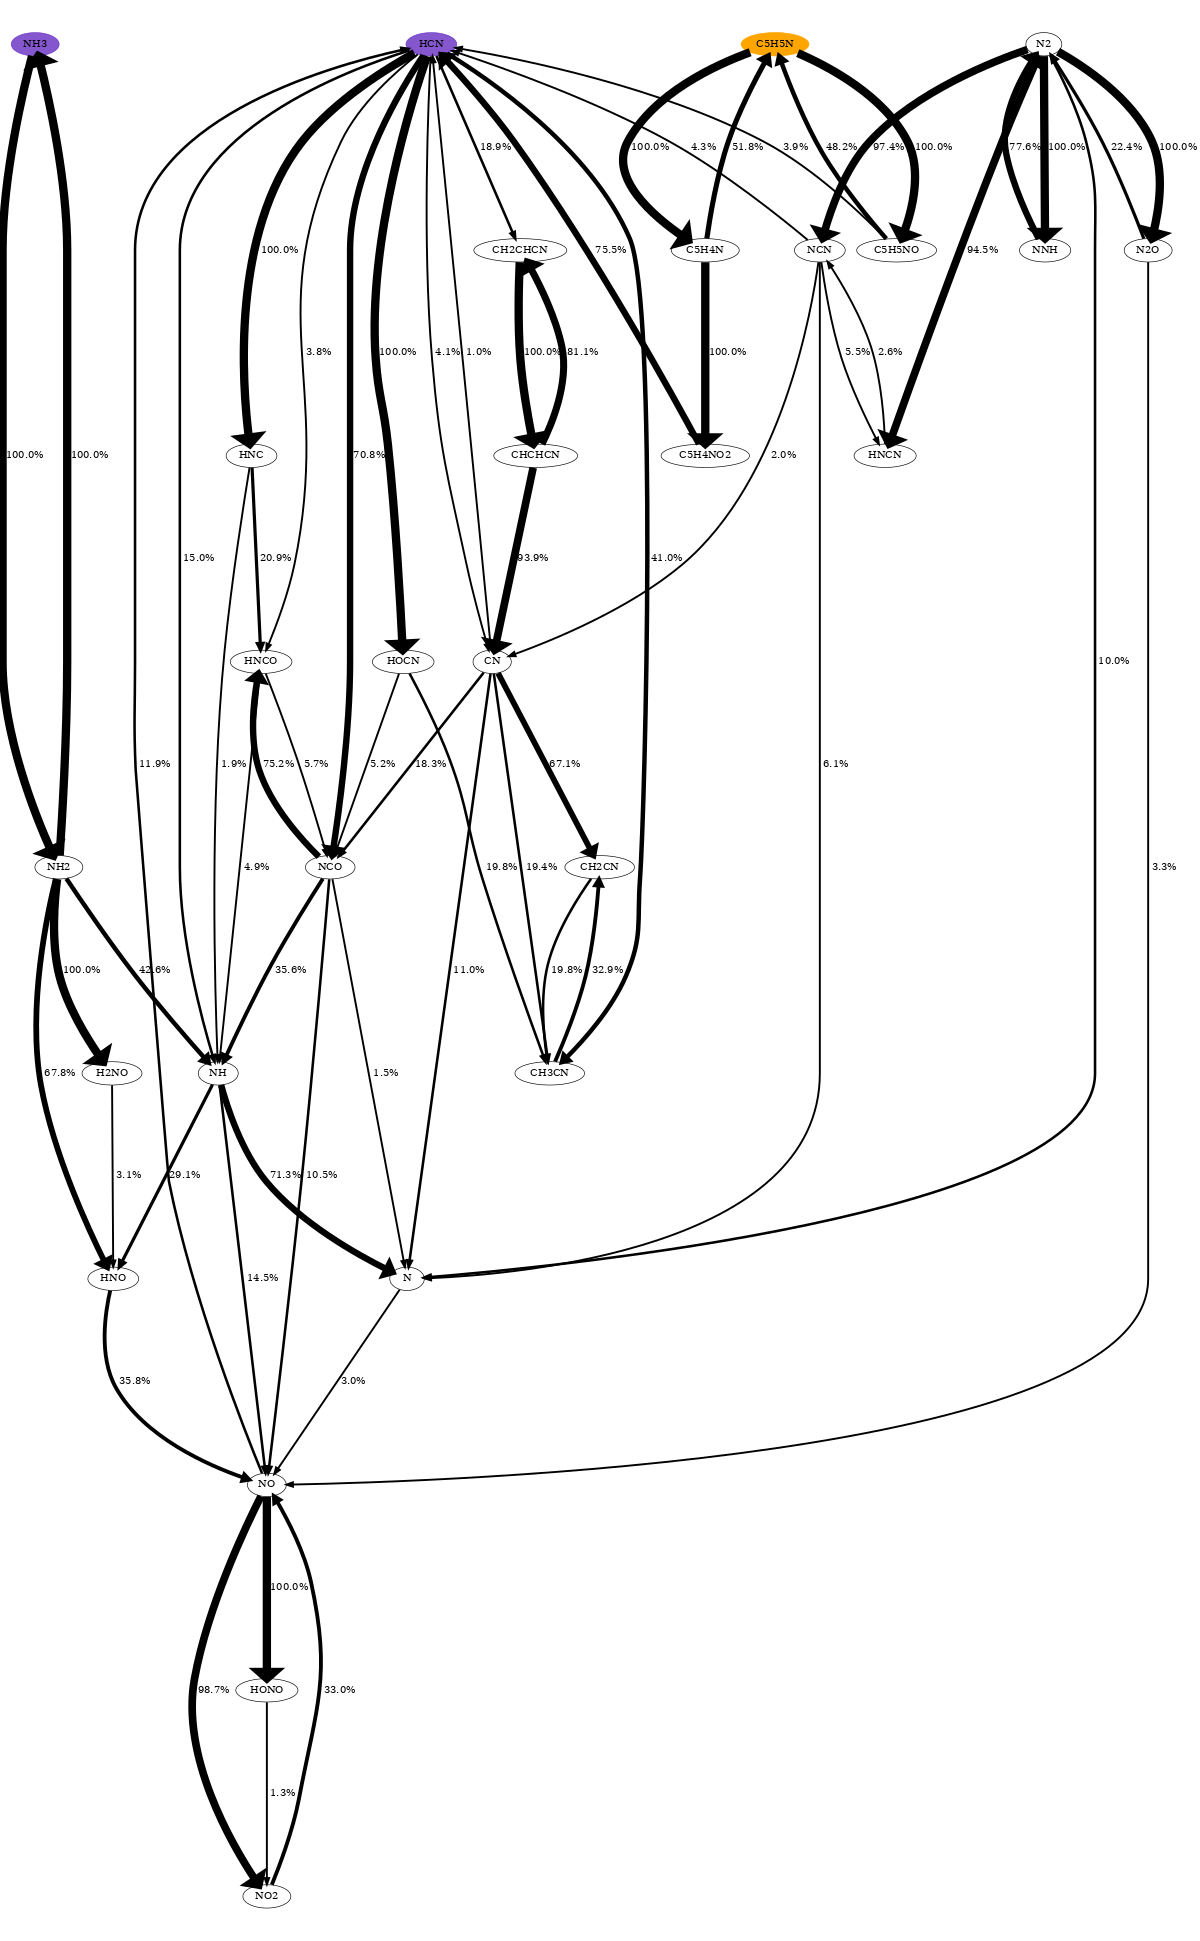 NH3
HCN
C5H5N
N2
18.9%
100.0%
4.3%
51.8%
3.9%
48.2%
97.4%
100.0%
94.5%
77.6%
100.0%
22.4%
100.0%
CH2CHCN
C5H4N
NCN
C5H5NO
NNH
N2O
100.0%
75.5%
3.8%
100.0%
4.1%
1.0%
100.0%
81.1%
100.0%
5.5%
2.6%
100.0%
100.0%
70.8%
HNC
CHCHCN
C5H4NO2
2.0%
HNCN
15.0%
20.9%
93.9%
41.0%
HNCO
HOCN
CN
10.0%
11.9%
1.9%
75.2%
5.7%
5.2%
18.3%
67.1%
6.1%
NH2
4.9%
NCO
19.8%
19.4%
CH2CN
3.3%
100.0%
42.6%
35.6%
11.0%
19.8%
32.9%
67.8%
H2NO
NH
1.5%
CH3CN
3.1%
29.1%
71.3%
10.5%
HNO
14.5%
N
35.8%
3.0%
NO
100.0%
98.7%
HONO
33.0%
1.3%
NO2